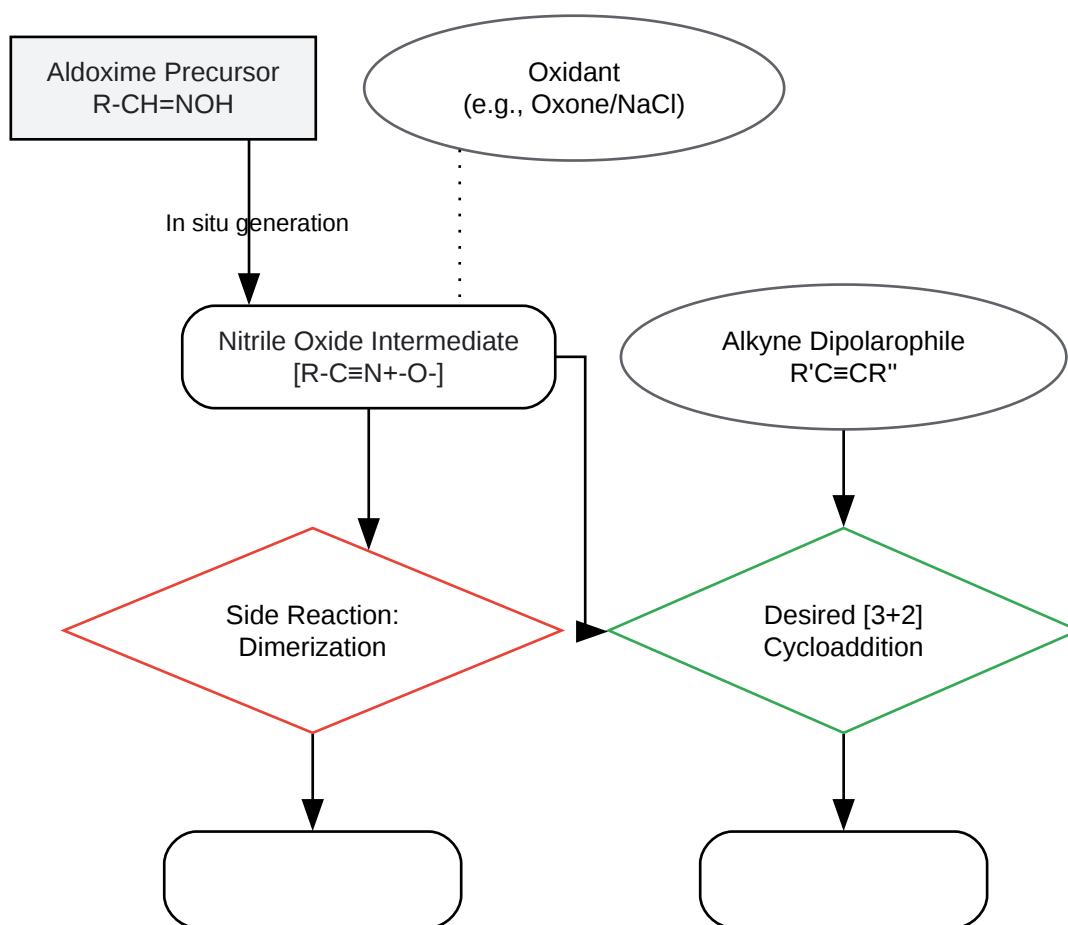 Aldoxime Precursor
R-CH=NOH
Oxidant
(e.g., Oxone/NaCl)
In situ generation
Nitrile Oxide Intermediate
[R-C≡N+-O-]
Alkyne Dipolarophile
R'C≡CR"
Side Reaction:
Dimerization
Desired [3+2]
Cycloaddition